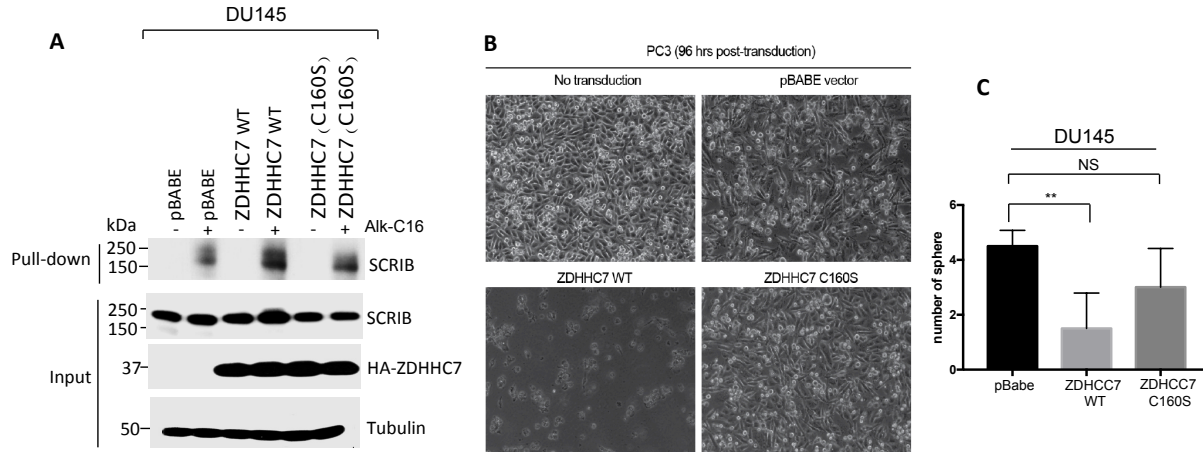 A
DU145
pBABE
pBABE
ZDHHC7 WT
ZDHHC7 WT
ZDHHC7 (C160S)
ZDHHC7 (C160S)
kDa
- + - + - + Alk-C16
Pull-down
250
150
SCRIB
Input
250
150
SCRIB
37
HA-ZDHHC7
50
Tubulin
B
PC3 (96 hrs post-transduction)
No transduction
pBABE vector
ZDHHC7 WT
ZDHHC7 C160S
C
DU145
NS
**
number of sphere
6
4
2
0
pBabe
ZDHCC7
WT
ZDHCC7
C160S